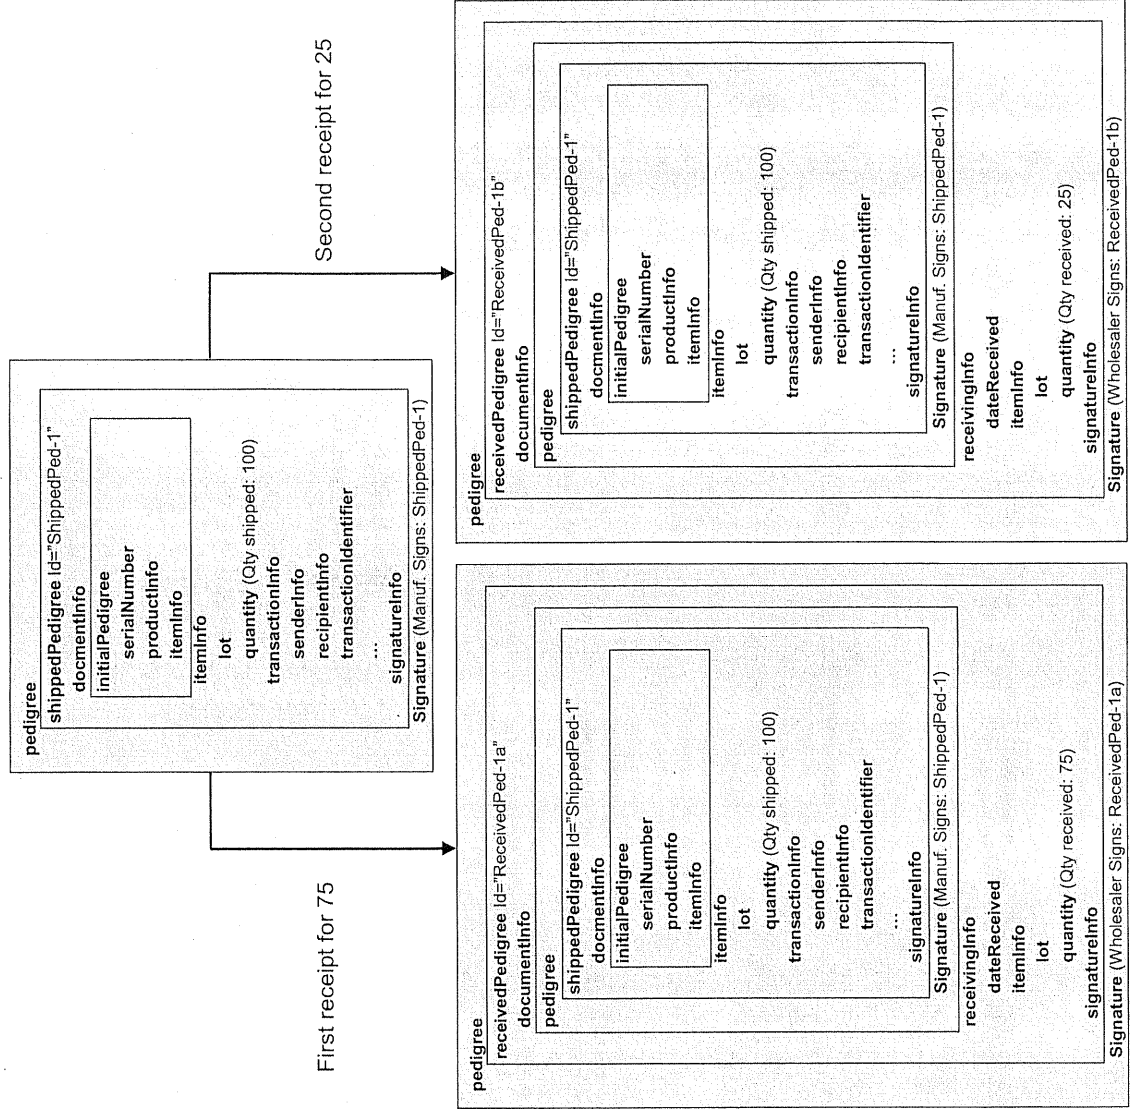 pedigree
shippedPedigree Id="ShippedPed-1"
docmentInfo
initialPedigree
serialNumber
productInfo
itemInfo
itemInfo
lot
quantity (Qty shipped: 100)
transactionInfo
senderInfo
recipientInfo
transactionIdentifier
...
signatureInfo
Signature (Manuf. Signs: ShippedPed-1)
First receipt for 75
Second receipt for 25
pedigree
receivedPedigree Id="ReceivedPed-1a"
documentInfo
pedigree
shippedPedigree Id="ShippedPed-1"
docmentInfo
initialPedigree
serialNumber
productInfo
itemInfo
itemInfo
lot
quantity (Qty shipped: 100)
transactionInfo
senderInfo
recipientInfo
transactionIdentifier
...
signatureInfo
Signature (Manuf. Signs: ShippedPed-1)
receivingInfo
dateReceived
itemInfo
lot
quantity (Qty received: 75)
signatureInfo
Signature (Wholesaler Signs: ReceivedPed-1a)
pedigree
receivedPedigree Id="ReceivedPed-1b"
documentInfo
pedigree
shippedPedigree Id="ShippedPed-1"
docmentInfo
initialPedigree
serialNumber
productInfo
itemInfo
itemInfo
lot
quantity (Qty shipped: 100)
transactionInfo
senderInfo
recipientInfo
transactionIdentifier
...
signatureInfo
Signature (Manuf. Signs: ShippedPed-1)
receivingInfo
dateReceived
itemInfo
lot
quantity (Qty received: 25)
signatureInfo
Signature (Wholesaler Signs: ReceivedPed-1b)